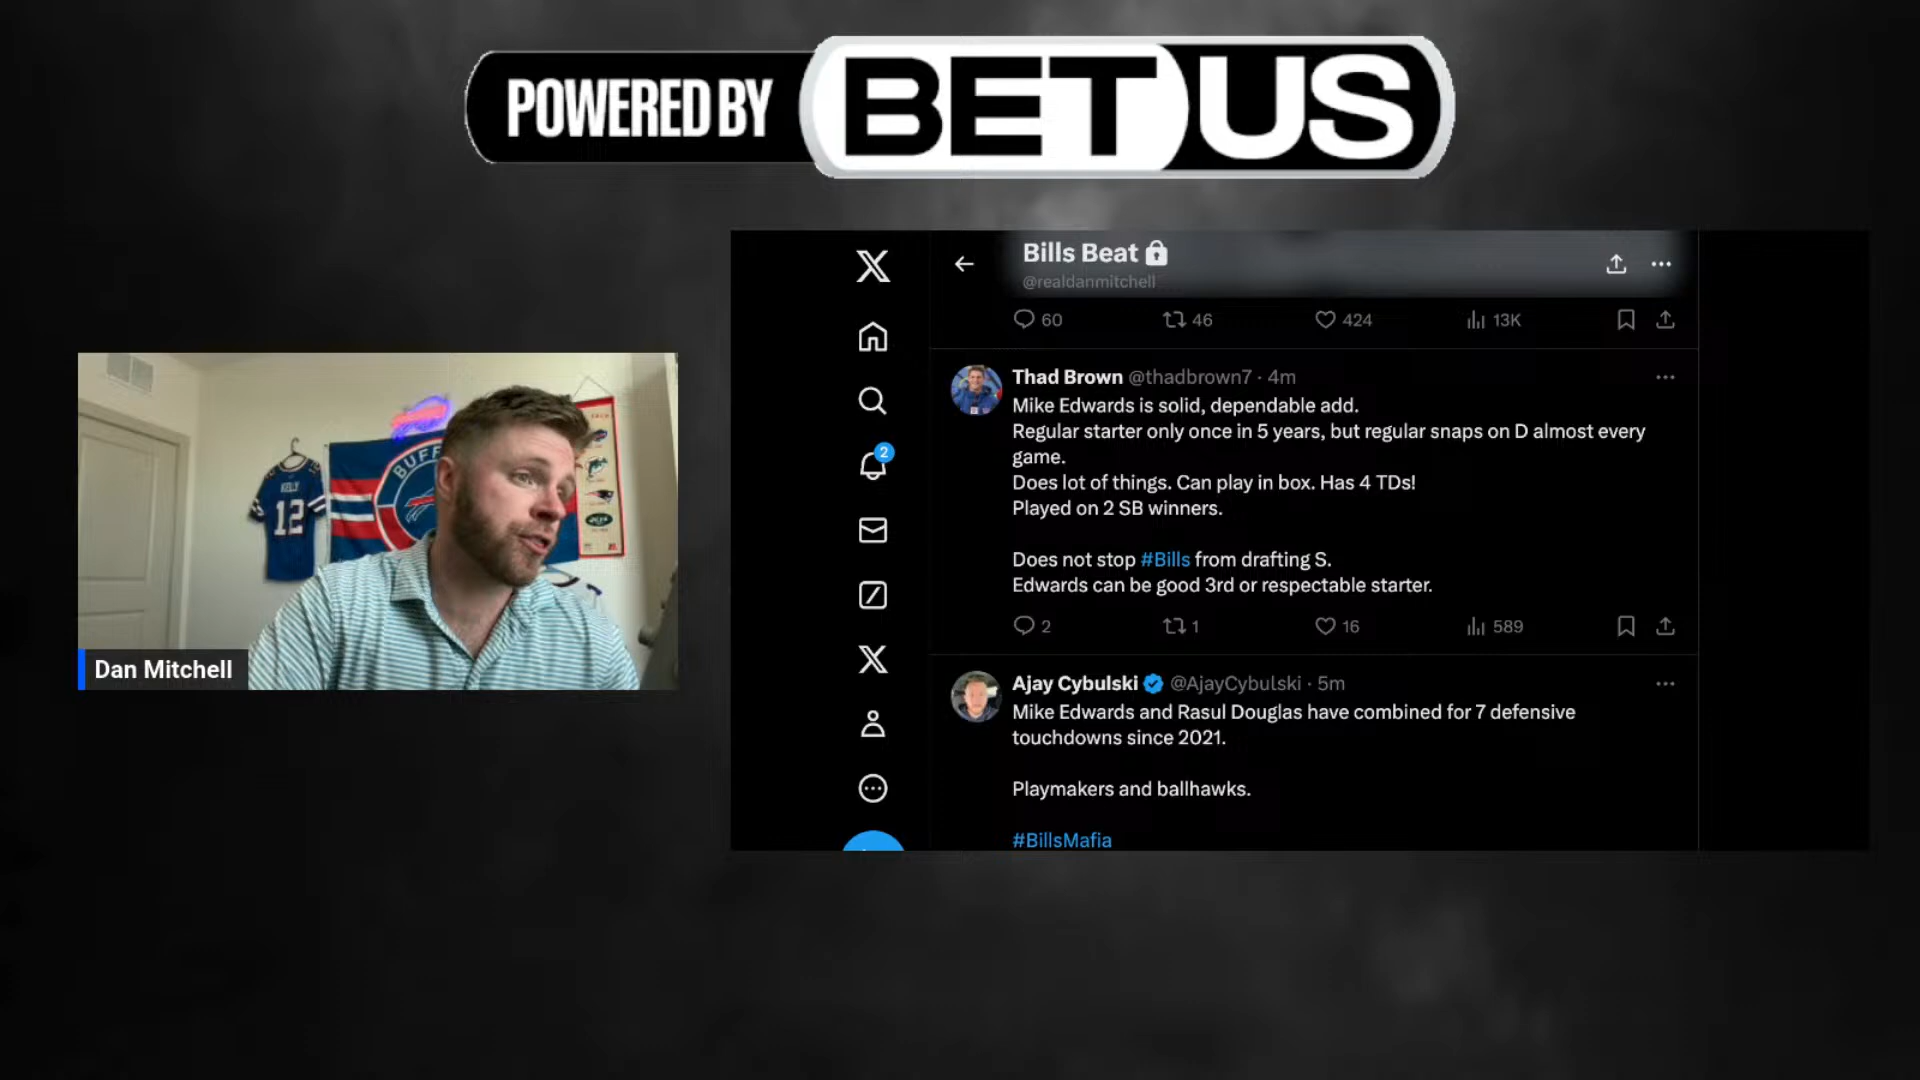 POWERED BY BETUS
Bills Beat
@realdanmitchell
60 46 424 13K
Thad Brown @thadbrown7 · 4m
Mike Edwards is solid, dependable add.
Regular starter only once in 5 years, but regular snaps on D almost every
game.
Does lot of things. Can play in box. Has 4 TDs!
Played on 2 SB winners.
Does not stop #Bills from drafting S.
Edwards can be good 3rd or respectable starter.
2 1 16 589
Ajay Cybulski @AjayCybulski · 5m
Mike Edwards and Rasul Douglas have combined for 7 defensive
touchdowns since 2021.
Playmakers and ballhawks.
#BillsMafia
2
BUFF
KELLY
12
JETS
Dan Mitchell